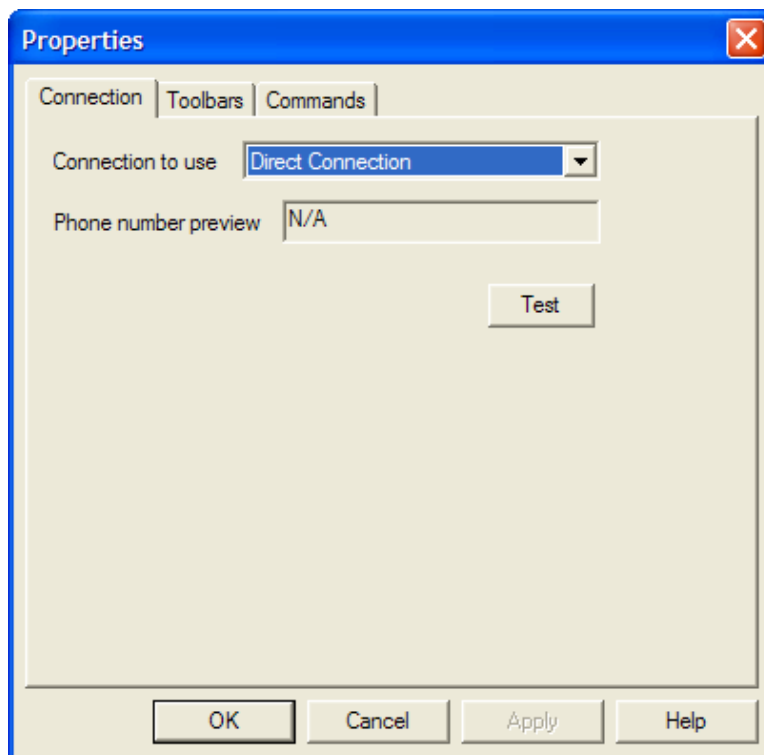 Properties
Connection Toolbars Commands
Connection to use Direct Connection
Phone number preview N/A
Test
OK Cancel Apply Help